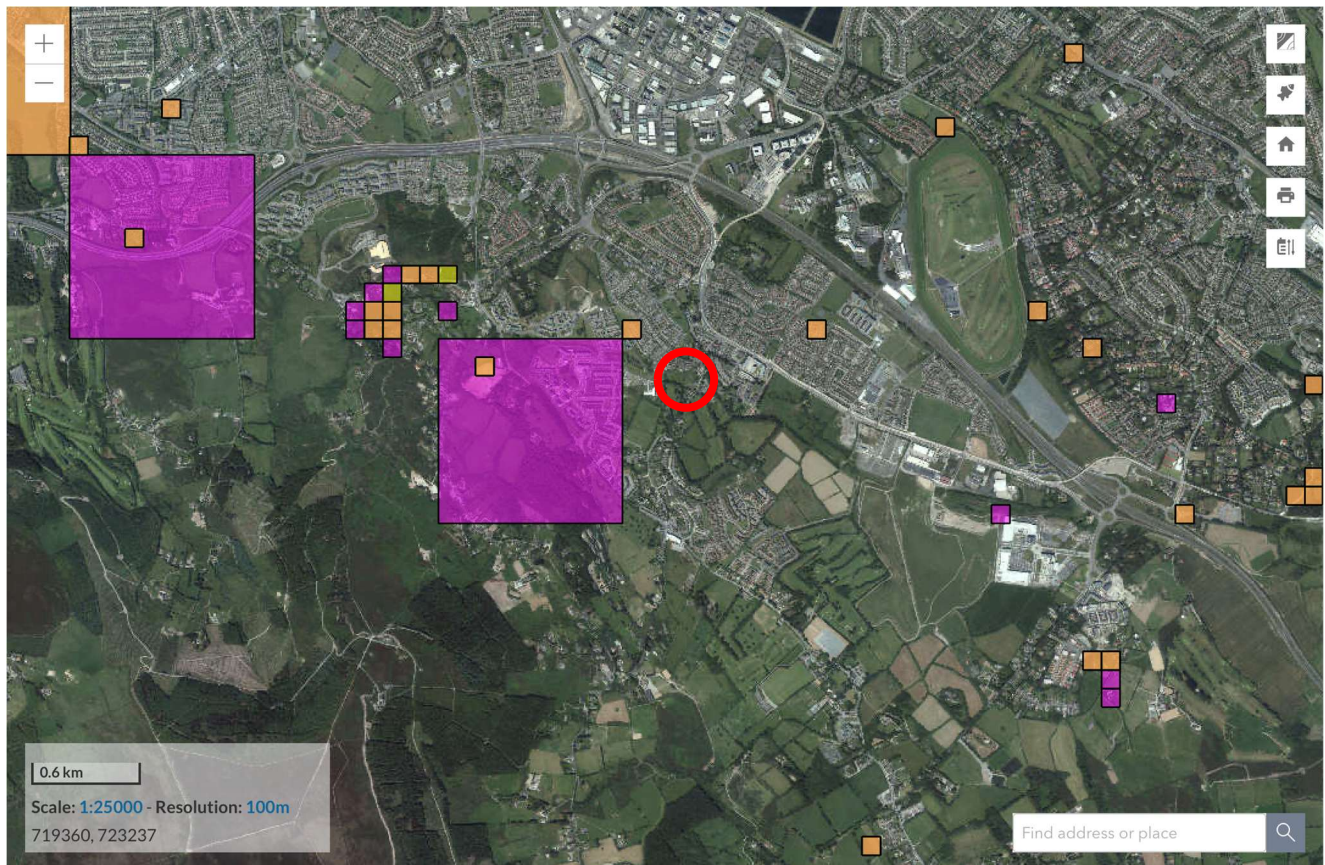 +
−
0.6 km
Scale: 1:25000 - Resolution: 100m
719360, 723237
Find address or place